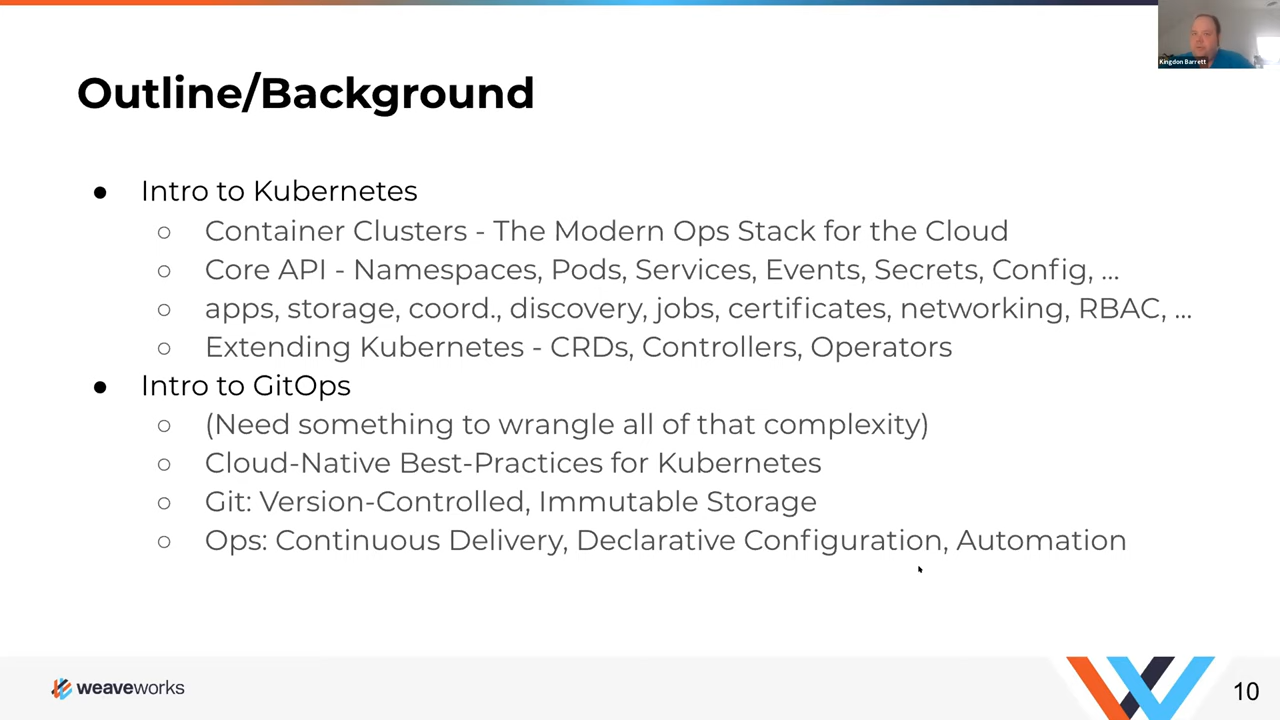 Kingdon Barrett
Outline/Background
● Intro to Kubernetes
○ Container Clusters - The Modern Ops Stack for the Cloud
○ Core API - Namespaces, Pods, Services, Events, Secrets, Config, ...
○ apps, storage, coord., discovery, jobs, certificates, networking, RBAC, ...
○ Extending Kubernetes - CRDs, Controllers, Operators
● Intro to GitOps
○ (Need something to wrangle all of that complexity)
○ Cloud-Native Best-Practices for Kubernetes
○ Git: Version-Controlled, Immutable Storage
○ Ops: Continuous Delivery, Declarative Configuration, Automation
weaveworks
10